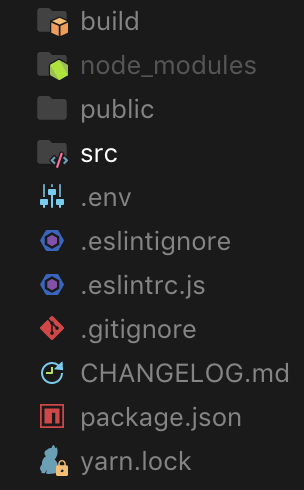 build
node_modules
public
src
.env
.eslintignore
.eslintrc.js
.gitignore
CHANGELOG.md
package.json
yarn.lock